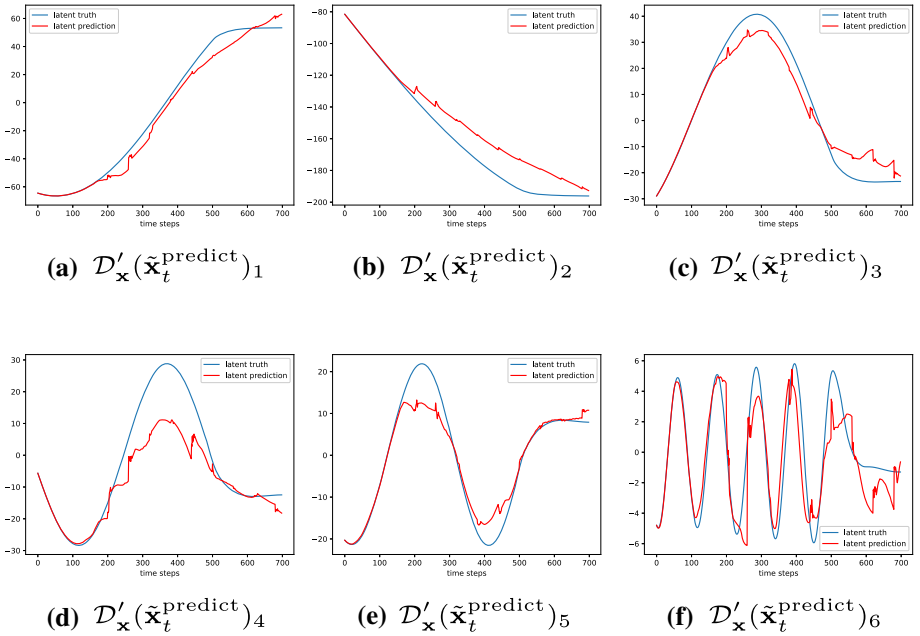 latent truth
latent prediction
60
40
20
0
−20
−40
−60
0 100 200 300 400 500 600 700
time steps
(a) 𝒟′ₓ(x̃ₜᵖʳᵉᵈⁱᶜᵗ)₁
latent truth
latent prediction
−80
−100
−120
−140
−160
−180
−200
0 100 200 300 400 500 600 700
time steps
(b) 𝒟′ₓ(x̃ₜᵖʳᵉᵈⁱᶜᵗ)₂
latent truth
latent prediction
40
30
20
10
0
−10
−20
−30
0 100 200 300 400 500 600 700
time steps
(c) 𝒟′ₓ(x̃ₜᵖʳᵉᵈⁱᶜᵗ)₃
latent truth
latent prediction
30
20
10
0
−10
−20
−30
0 100 200 300 400 500 600 700
time steps
(d) 𝒟′ₓ(x̃ₜᵖʳᵉᵈⁱᶜᵗ)₄
latent truth
latent prediction
20
10
0
−10
−20
0 100 200 300 400 500 600 700
time steps
(e) 𝒟′ₓ(x̃ₜᵖʳᵉᵈⁱᶜᵗ)₅
6
4
2
0
−2
−4
−6
latent truth
latent prediction
0 100 200 300 400 500 600 700
time steps
(f) 𝒟′ₓ(x̃ₜᵖʳᵉᵈⁱᶜᵗ)₆